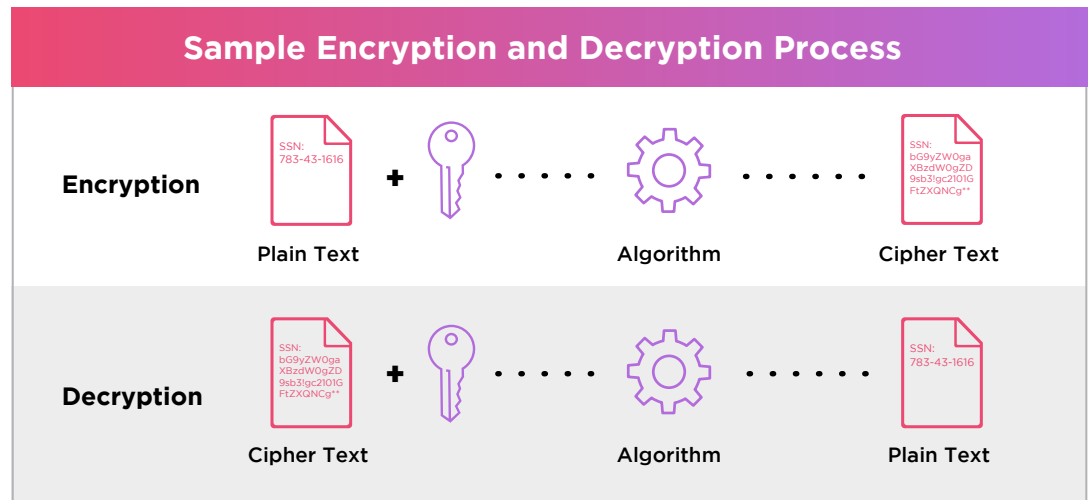 Sample Encryption and Decryption Process
SSN:
783-43-1616
SSN:
bG9yZW0ga
XBzdW0gZD
9sb3!gc2101G
FtZXQNCg**
Encryption
+
Plain Text
Algorithm
Cipher Text
SSN:
bG9yZW0ga
XBzdW0gZD
9sb3!gc2101G
FtZXQNCg**
SSN:
783-43-1616
Decryption
+
Cipher Text
Algorithm
Plain Text